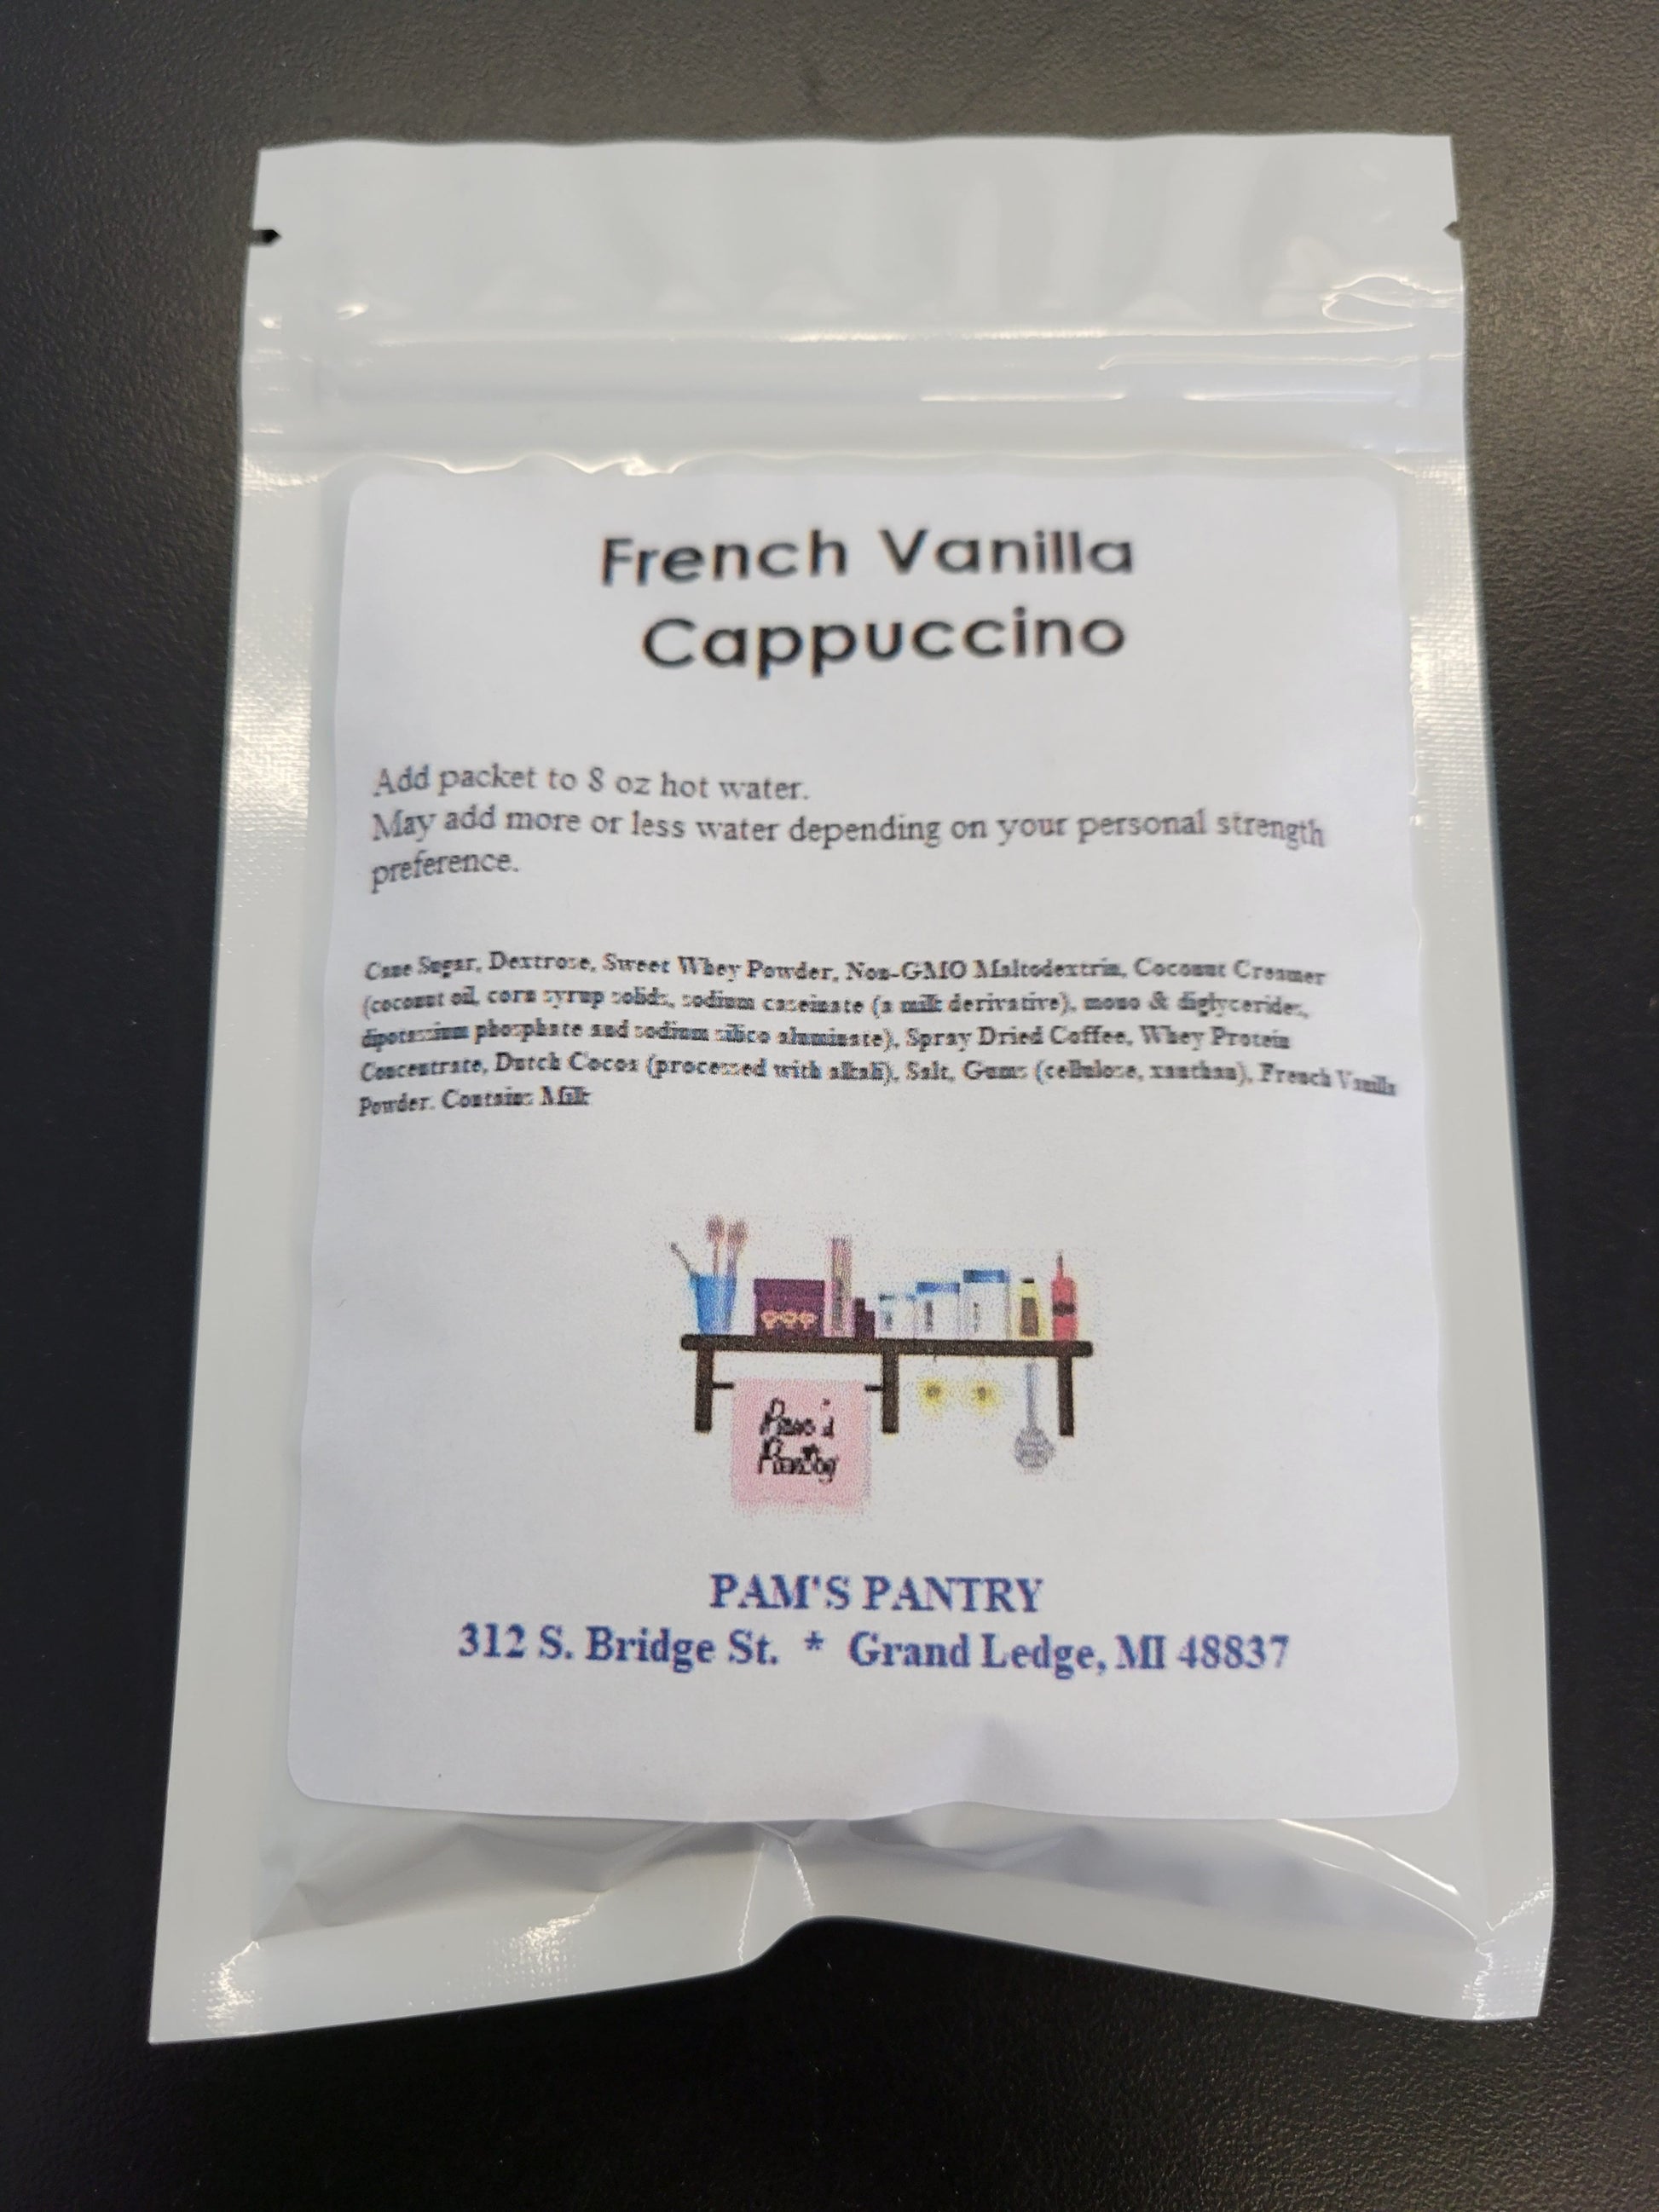 French Vanilla
Cappuccino
Add packet to 8 oz hot water.
May add more or less water depending on your personal strength
preference.
Cane Sugar, Dextrose, Sweet Whey Powder, Non-GMO Maltodextrin, Coconut Creamer
(coconut oil, corn syrup solids, sodium caseinate (a milk derivative), mono & diglycerides,
dipotassium phosphate and sodium silico aluminate), Spray Dried Coffee, Whey Protein
Concentrate, Dutch Cocoa (processed with alkali), Salt, Gums (cellulose, xanthan), French Vanilla
Powder. Contains Milk
Pam's
Pantry
PAM'S PANTRY
312 S. Bridge St. * Grand Ledge, MI 48837